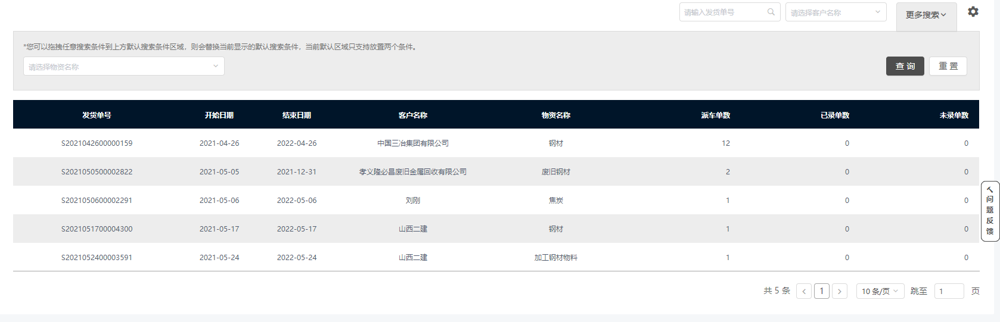 请输入发货单号 请选择客户名称 更多搜索
*您可以拖拽任意搜索条件到上方默认搜索条件区域，则会替换当前显示的默认搜索条件，当前默认区域只支持放置两个条件。
请选择物资名称 查 询 重 置
发货单号 开始日期 结束日期 客户名称 物资名称 派车单数 已录单数 未录单数
S2021042600000159 2021-04-26 2022-04-26 中国三冶集团有限公司 钢材 12 0 0
S2021050500002822 2021-05-05 2021-12-31 孝义隆必昌废旧金属回收有限公司 废旧钢材 2 0 0
S2021050600002291 2021-05-06 2022-05-06 刘刚 焦炭 1 0 0
S2021051700004300 2021-05-17 2022-05-17 山西二建 钢材 1 0 0
S2021052400003591 2021-05-24 2022-05-24 山西二建 加工钢材物料 1 0 0
共 5 条 1 10 条/页 跳至 1 页
问题反馈